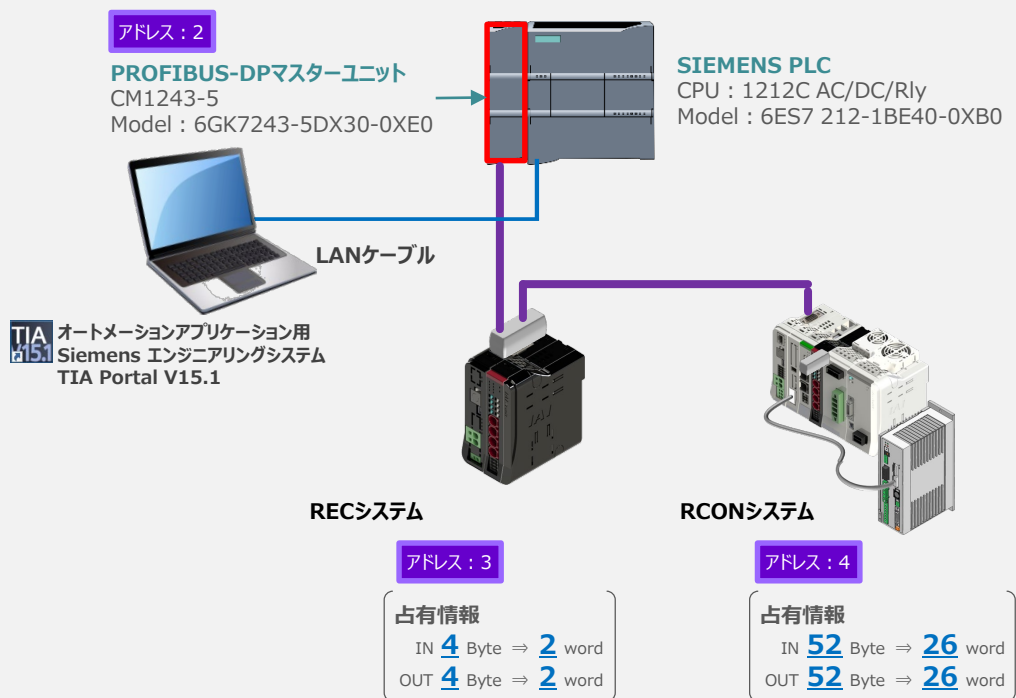 アドレス：2
PROFIBUS-DPマスターユニット
CM1243-5
Model：6GK7243-5DX30-0XE0
SIEMENS PLC
CPU：1212C AC/DC/Rly
Model：6ES7 212-1BE40-0XB0
LANケーブル
TIA
V15.1
オートメーションアプリケーション用
Siemens エンジニアリングシステム
TIA Portal V15.1
RECシステム
RCONシステム
アドレス：3
アドレス：4
占有情報
IN 4 Byte ⇒ 2 word
OUT 4 Byte ⇒ 2 word
占有情報
IN 52 Byte ⇒ 26 word
OUT 52 Byte ⇒ 26 word